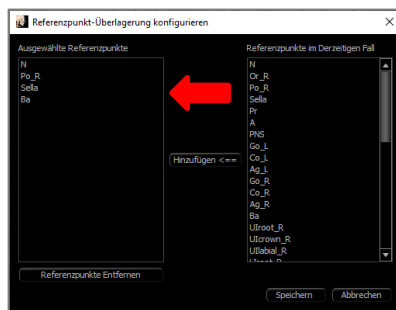 Referenzpunkt-Überlagerung konfigurieren
Ausgewählte Referenzpunkte
N
Po_R
Sella
Ba
Hinzufügen <==
Referenzpunkte im Derzeitigen Fall
N
Or_R
Po_R
Sella
Pr
A
PNS
Go_L
Co_L
Ag_L
Go_R
Co_R
Ag_R
Ba
UIroot_R
UIcrown_R
UIlabial_R
Referenzpunkte Entfernen
Speichern
Abbrechen